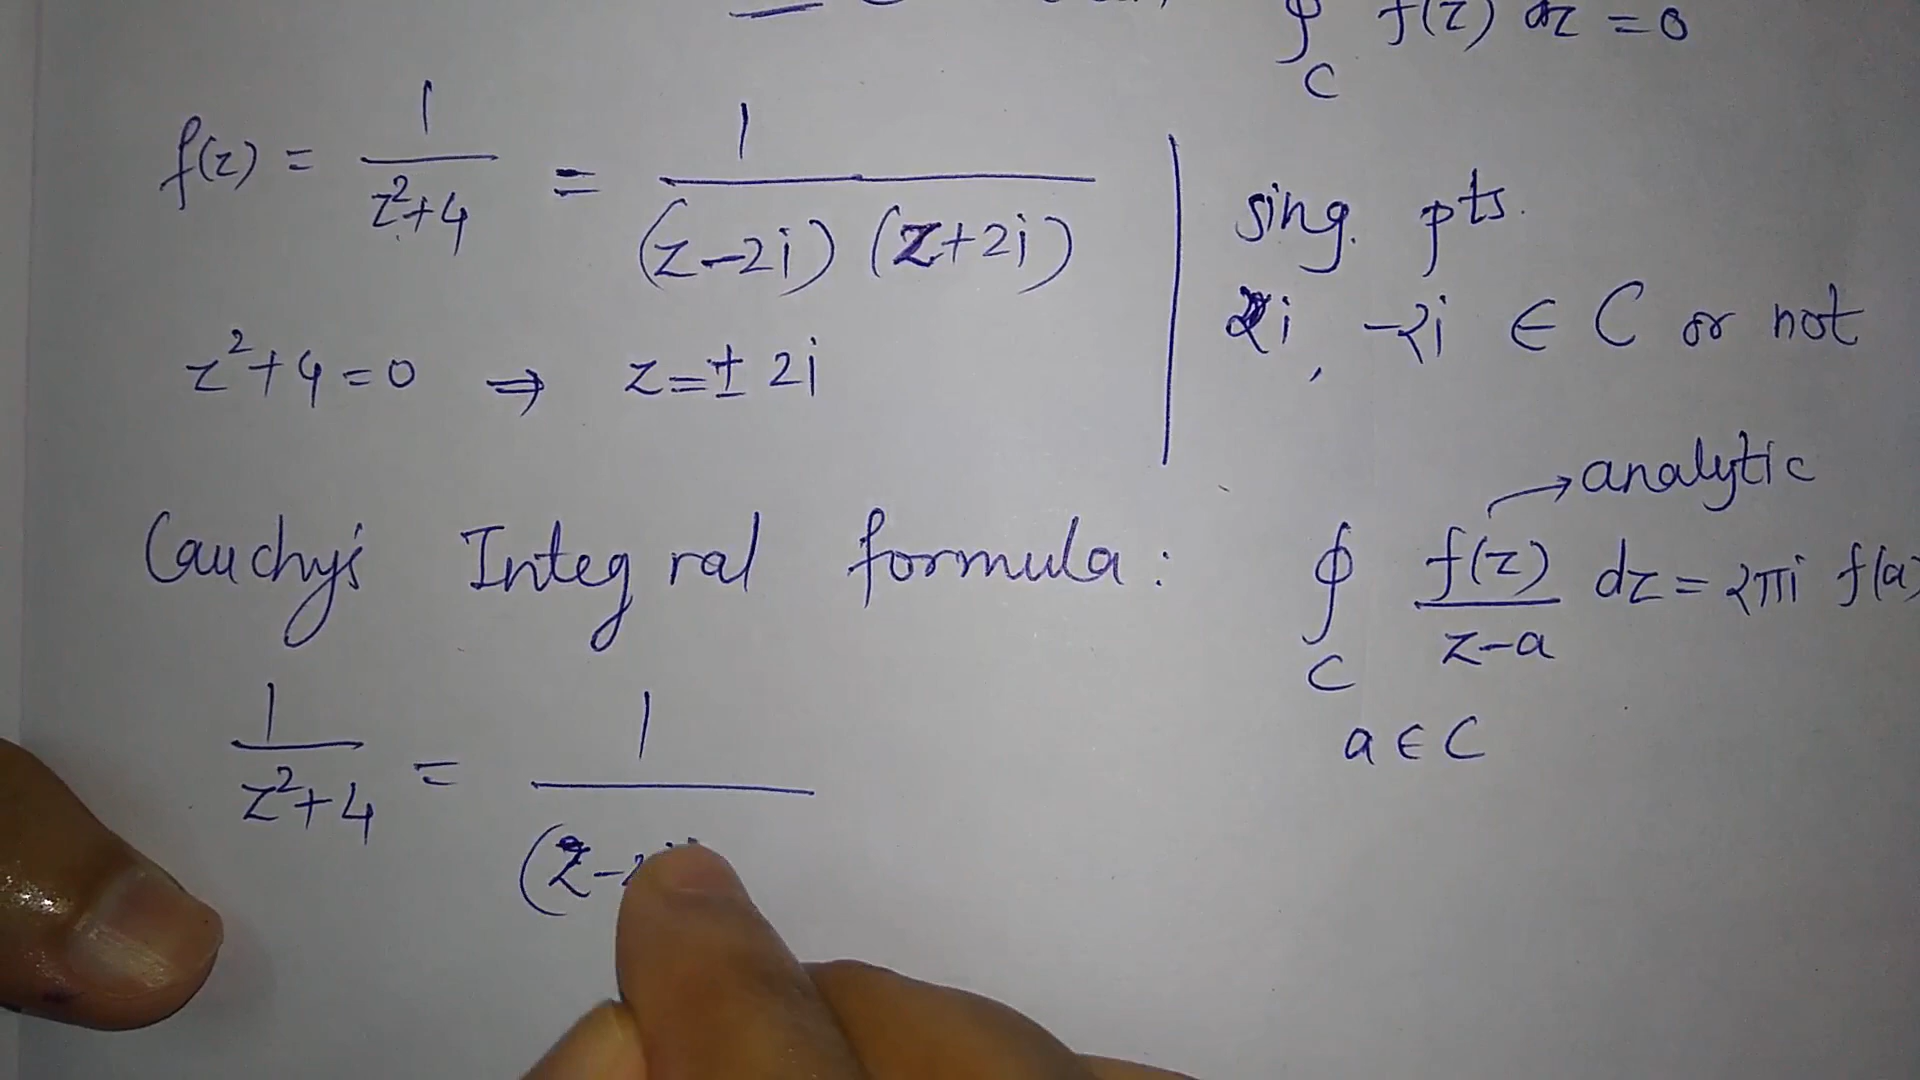 ∮_C f(z) dz = 0
f(z) = 1/(z²+4) = 1/((z-2i)(z+2i))
z²+4=0 ⇒ z=±2i
sing. pts.
2i, -2i ∈ C or not
Cauchy's Integral formula:
→analytic
∮_C f(z)/(z-a) dz = 2πi f(a)
a ∈ C
1/(z²+4) = 1/(z-2i